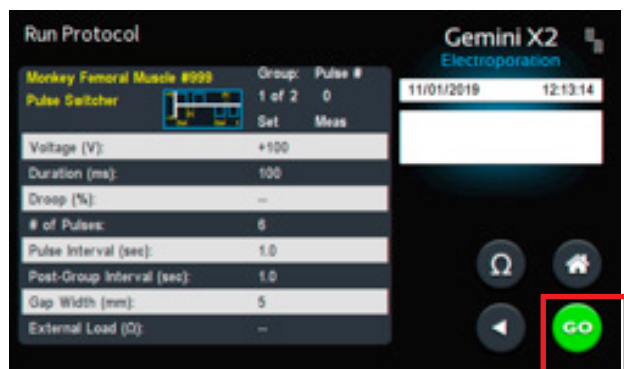 Run Protocol
Gemini X2
Electroporation
Monkey Femoral Muscle #999
Group:
Pulse #
Pulse Switcher
1 of 2
0
11/01/2019
12:13:14
Set
Meas
Voltage (V):
+100
Duration (ms):
100
Droop (%):
--
# of Pulses:
6
Pulse Interval (sec):
1.0
Post-Group Interval (sec):
1.0
Ω
Gap Width (mm):
5
External Load (Ω):
--
GO